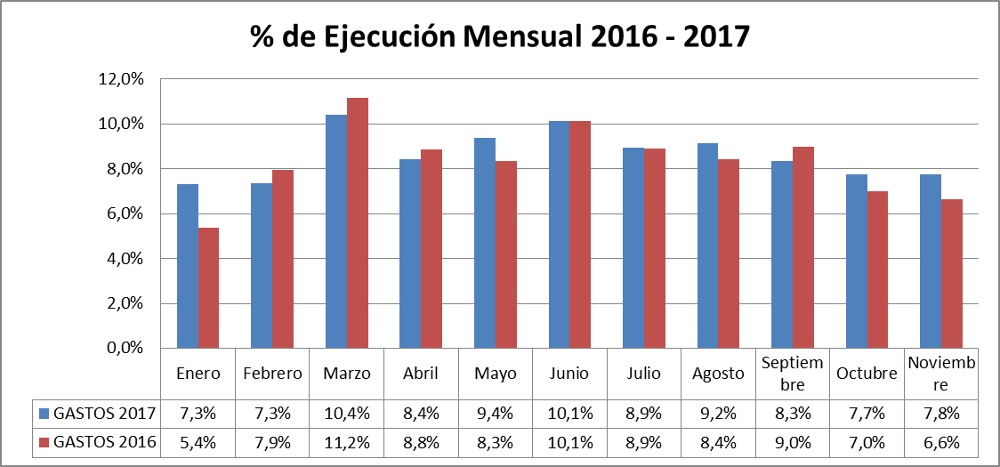 % de Ejecución Mensual 2016 - 2017
12,0%
10,0%
8,0%
6,0%
4,0%
2,0%
0,0%
Enero Febrero Marzo Abril Mayo Junio Julio Agosto Septiem Octubre Noviemb
bre re
GASTOS 2017 7,3% 7,3% 10,4% 8,4% 9,4% 10,1% 8,9% 9,2% 8,3% 7,7% 7,8%
GASTOS 2016 5,4% 7,9% 11,2% 8,8% 8,3% 10,1% 8,9% 8,4% 9,0% 7,0% 6,6%